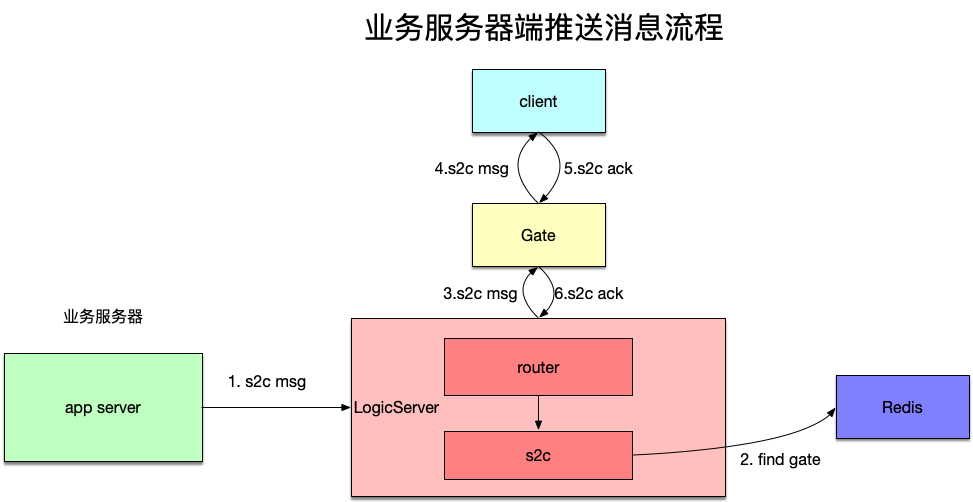 业务服务器端推送消息流程
client
4.s2c msg
5.s2c ack
Gate
3.s2c msg
6.s2c ack
业务服务器
app server
1. s2c msg
LogicServer
router
s2c
2. find gate
Redis